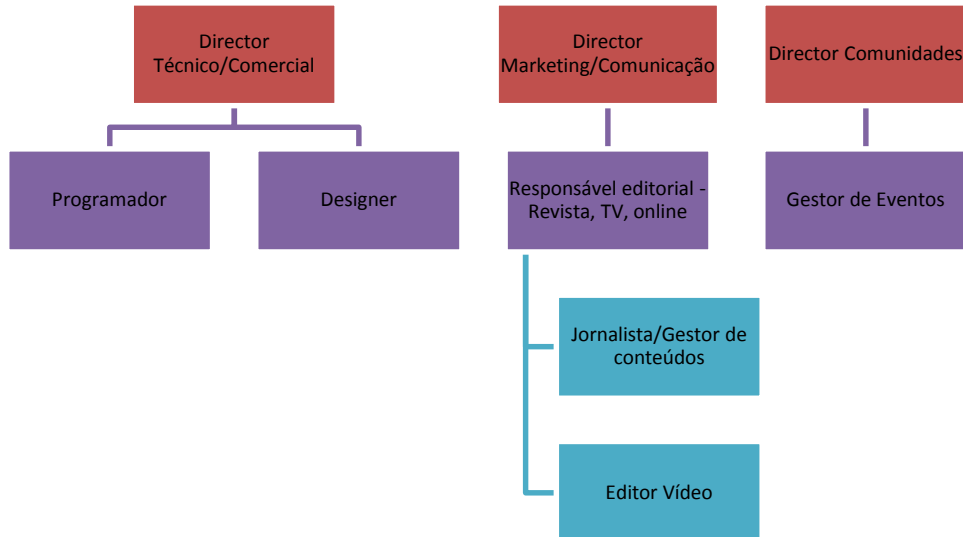 Director
Técnico/Comercial
Director
Marketing/Comunicação
Director Comunidades
Programador
Designer
Responsável editorial -
Revista, TV, online
Gestor de Eventos
Jornalista/Gestor de
conteúdos
Editor Vídeo